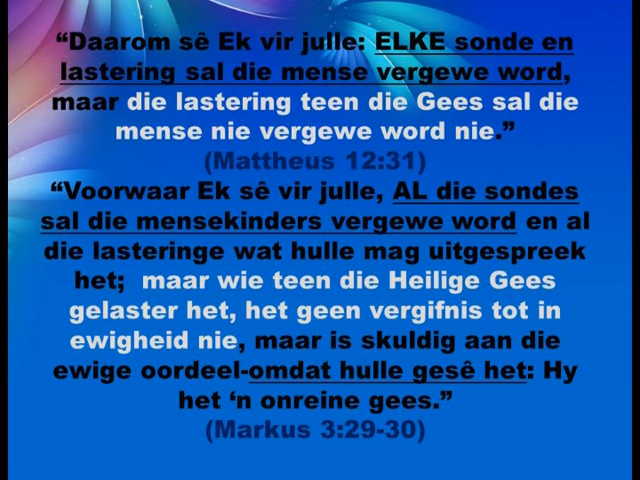 “Daarom sê Ek vir julle: ELKE sonde en
lastering sal die mense vergewe word,
maar die lastering teen die Gees sal die
mense nie vergewe word nie.”
(Mattheus 12:31)
“Voorwaar Ek sê vir julle, AL die sondes
sal die mensekinders vergewe word en al
die lasteringe wat hulle mag uitgespreek
het;  maar wie teen die Heilige Gees
gelaster het, het geen vergifnis tot in
ewigheid nie, maar is skuldig aan die
ewige oordeel-omdat hulle gesê het: Hy
het ‘n onreine gees.”
(Markus 3:29-30)